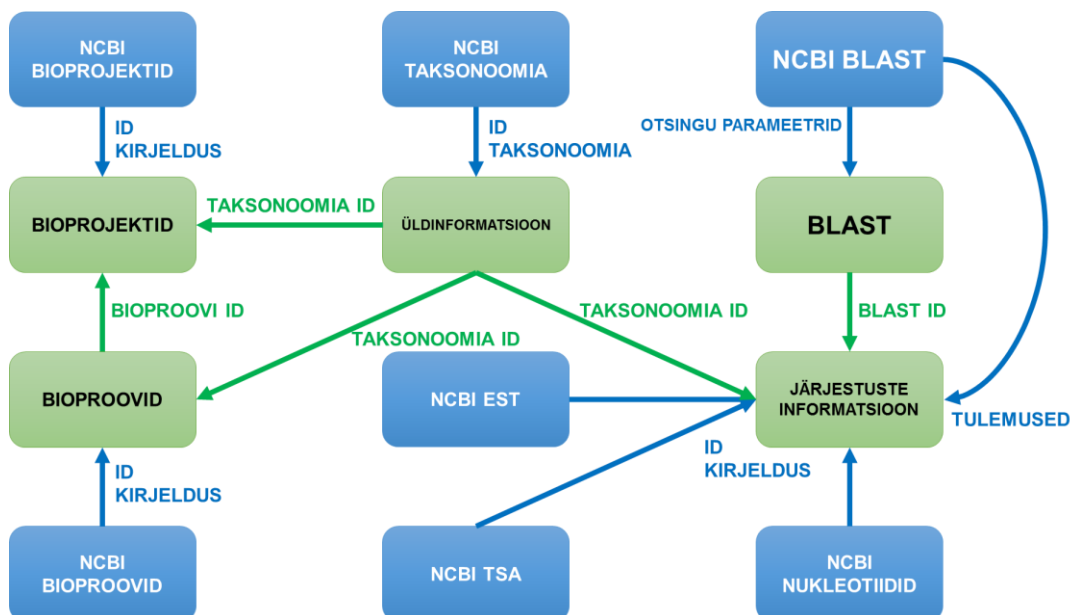 NCBI
BIOPROJEKTID
NCBI
TAKSONOOMIA
NCBI BLAST
ID
KIRJELDUS
ID
TAKSONOOMIA
OTSINGU PARAMEETRID
BIOPROJEKTID
TAKSONOOMIA ID
ÜLDINFORMATSIOON
BLAST
BIOPROOVI ID
TAKSONOOMIA ID
TAKSONOOMIA ID
BLAST ID
BIOPROOVID
NCBI EST
JÄRJESTUSTE
INFORMATSIOON
TULEMUSED
ID
KIRJELDUS
ID
KIRJELDUS
NCBI
BIOPROOVID
NCBI TSA
NCBI
NUKLEOTIIDID